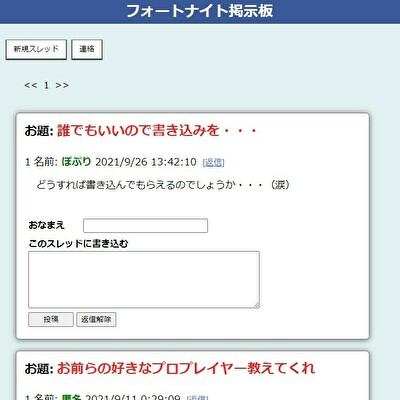 フォートナイト掲示板
新規スレッド 連絡
<< 1 >>
お題: 誰でもいいので書き込みを・・・
1 名前: ぽぷり 2021/9/26 13:42:10 [返信]
どうすれば書き込んでもらえるのでしょうか・・・（涙）
おなまえ
このスレッドに書き込む
投稿 返信解除
お題: お前らの好きなプロプレイヤー教えてくれ
1 名前: 匿名 2021/9/11 0:29:09 [返信]